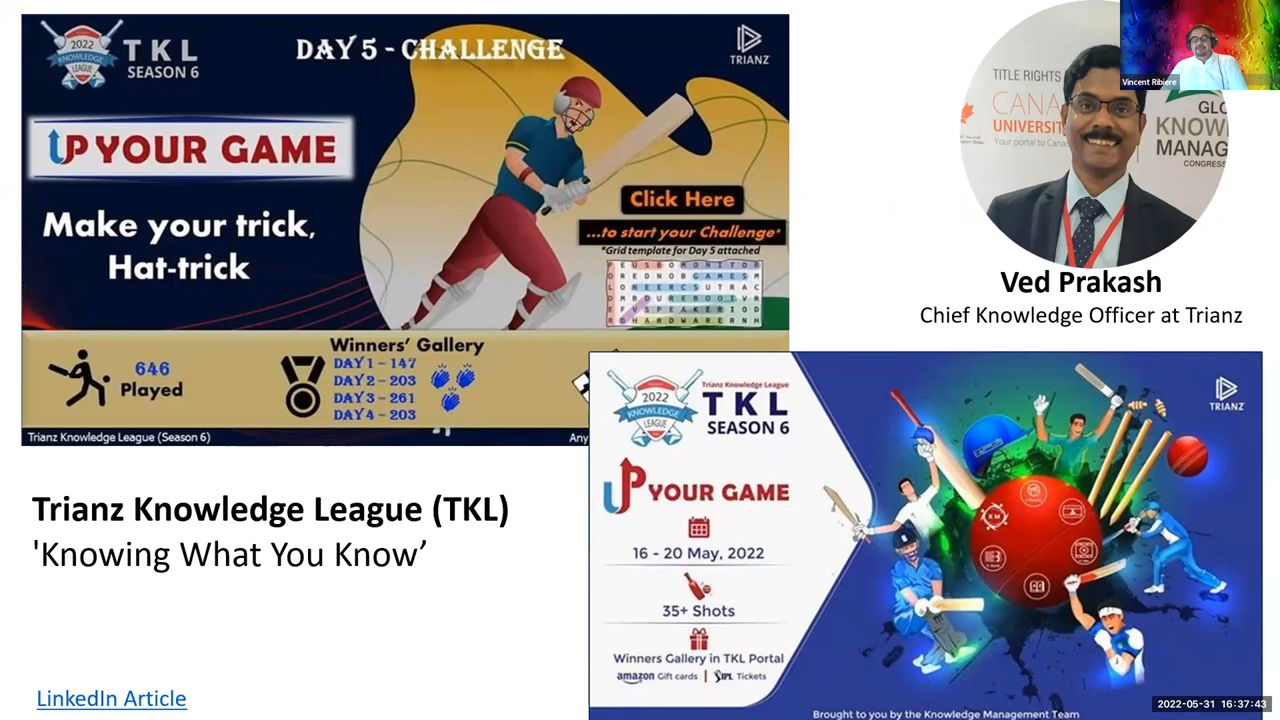 2022
KNOWLEDGE
LEAGUE
TKL
SEASON 6
DAY 5 - CHALLENGE
TRIANZ
UP YOUR GAME
Make your trick,
Hat-trick
Click Here
...to start your Challenge*
*Grid template for Day 5 attached
646
Played
Winners' Gallery
DAY 1 - 147
DAY 2 - 203
DAY 3 - 261
DAY 4 - 203
Trianz Knowledge League (Season 6)
Any
TITLE RIGHTS
CANA
UNIVERSIT
Your portal to Cana
GLO
KNOW
MANAG
CONGRESS
Vincent Ribiere
Ved Prakash
Chief Knowledge Officer at Trianz
2022
KNOWLEDGE
LEAGUE
Trianz Knowledge League
TKL
SEASON 6
UP YOUR GAME
16 - 20 May, 2022
35+ Shots
Winners Gallery in TKL Portal
amazon Gift cards | IPL Tickets
TRIANZ
KM
Brought to you by the Knowledge Management Team
Trianz Knowledge League (TKL)
'Knowing What You Know’
LinkedIn Article
2022-05-31 16:37:43